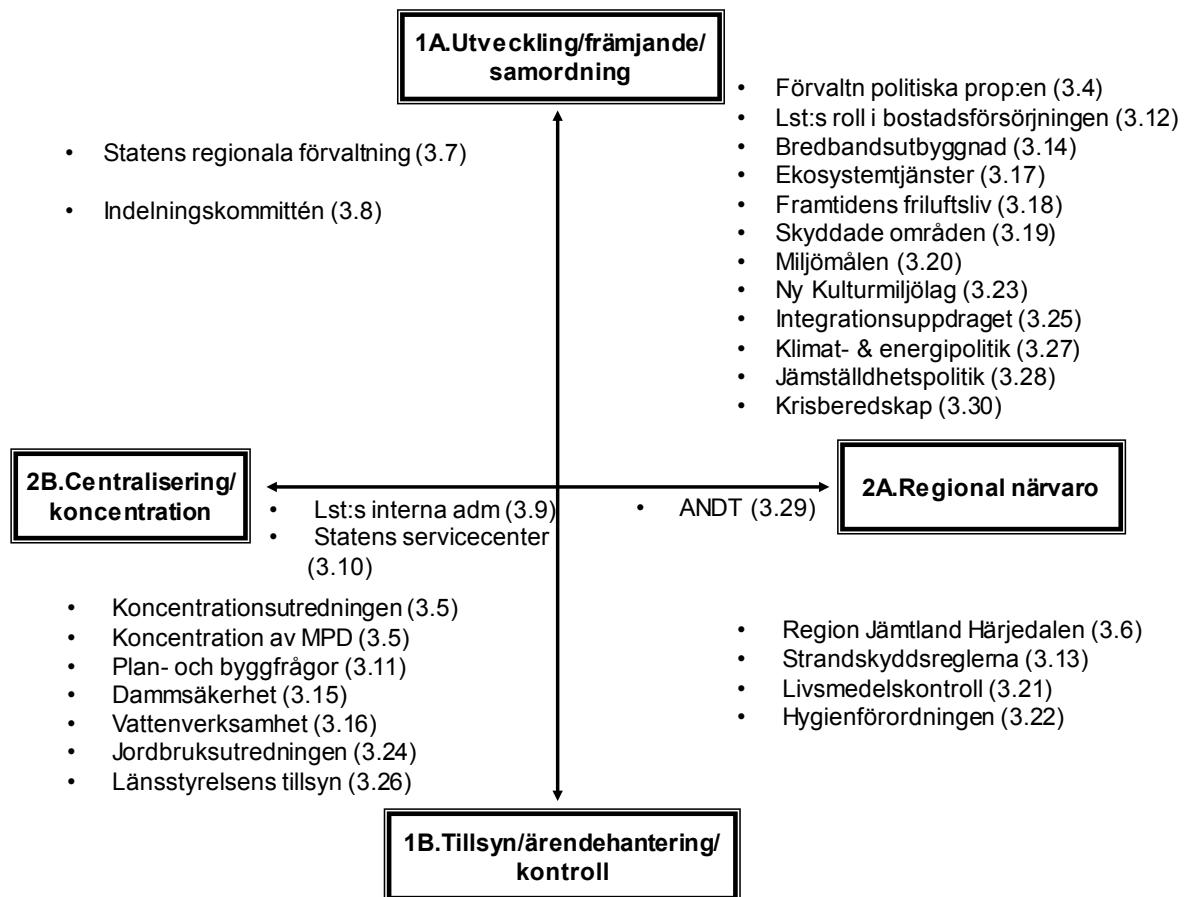 1A.Utveckling/främjande/
samordning
• Förvaltn politiska prop:en (3.4)
• Lst:s roll i bostadsförsörjningen (3.12)
• Bredbandsutbyggnad (3.14)
• Ekosystemtjänster (3.17)
• Framtidens friluftsliv (3.18)
• Skyddade områden (3.19)
• Miljömålen (3.20)
• Ny Kulturmiljölag (3.23)
• Integrationsuppdraget (3.25)
• Klimat- & energipolitik (3.27)
• Jämställdhetspolitik (3.28)
• Krisberedskap (3.30)
• Statens regionala förvaltning (3.7)
• Indelningskommittén (3.8)
2B.Centralisering/
koncentration
2A.Regional närvaro
• Lst:s interna adm (3.9)
• Statens servicecenter
(3.10)
• ANDT (3.29)
• Koncentrationsutredningen (3.5)
• Koncentration av MPD (3.5)
• Plan- och byggfrågor (3.11)
• Dammsäkerhet (3.15)
• Vattenverksamhet (3.16)
• Jordbruksutredningen (3.24)
• Länsstyrelsens tillsyn (3.26)
• Region Jämtland Härjedalen (3.6)
• Strandskyddsreglerna (3.13)
• Livsmedelskontroll (3.21)
• Hygienförordningen (3.22)
1B.Tillsyn/ärendehantering/
kontroll